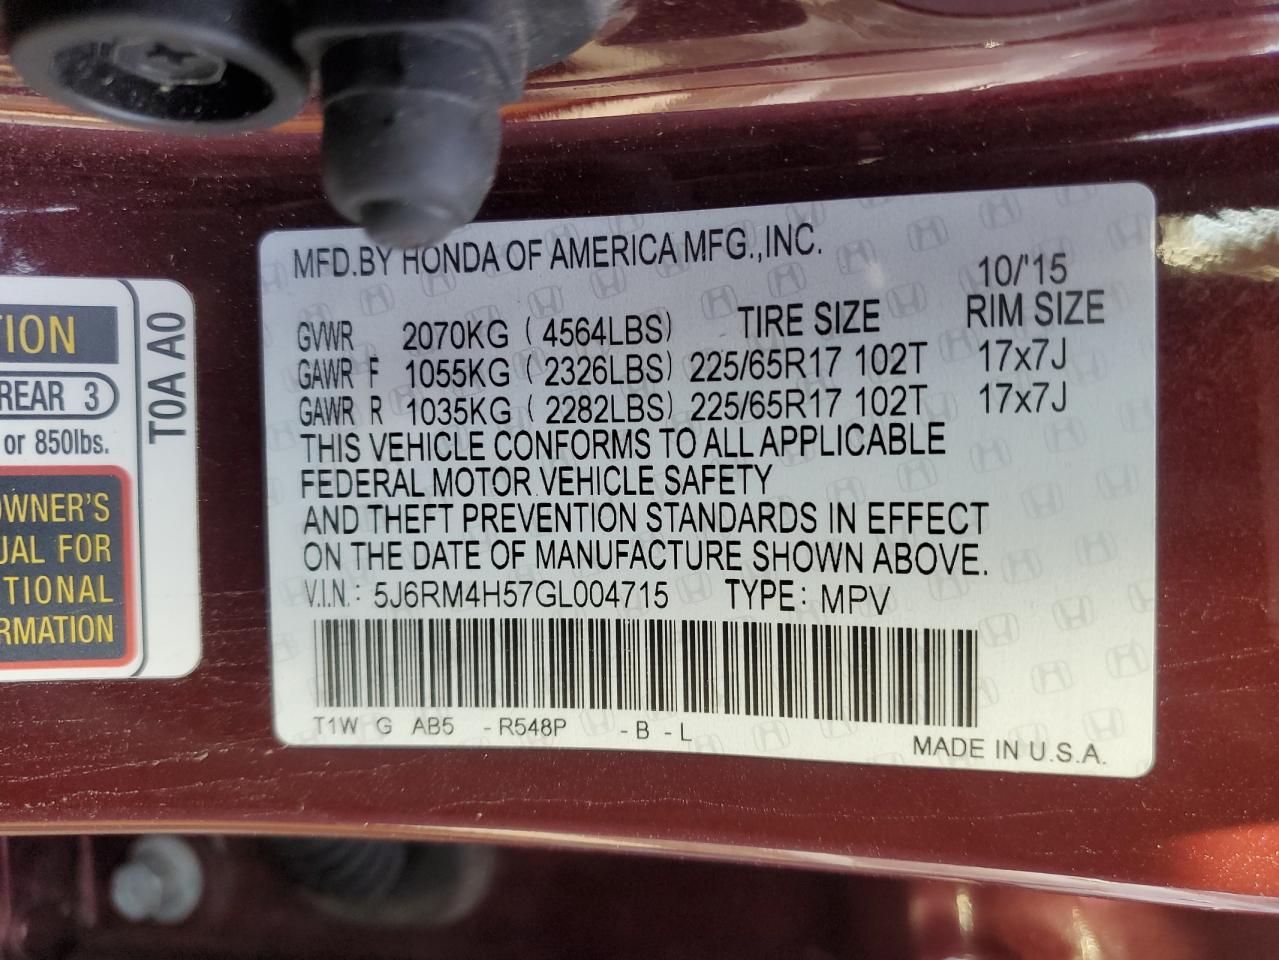 TION
REAR 3
or 850lbs.
OWNER'S
UAL FOR
TIONAL
RMATION
T0A A0
MFD.BY HONDA OF AMERICA MFG.,INC.
10/'15
GVWR 2070KG (4564LBS) TIRE SIZE RIM SIZE
GAWR F 1055KG (2326LBS) 225/65R17 102T 17x7J
GAWR R 1035KG (2282LBS) 225/65R17 102T 17x7J
THIS VEHICLE CONFORMS TO ALL APPLICABLE
FEDERAL MOTOR VEHICLE SAFETY
AND THEFT PREVENTION STANDARDS IN EFFECT
ON THE DATE OF MANUFACTURE SHOWN ABOVE.
V.I.N.: 5J6RM4H57GL004715 TYPE: MPV
T1W G AB5 -R548P -B -L
MADE IN U.S.A.